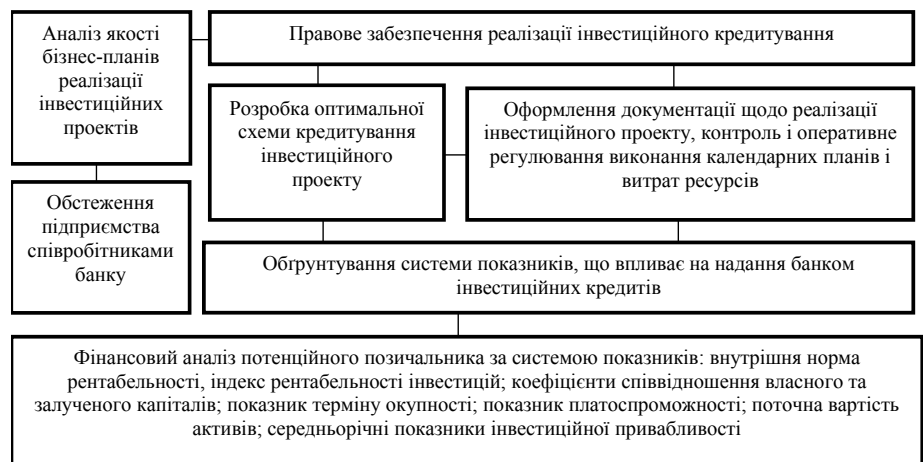 Аналіз якості
бізнес-планів
реалізації
інвестиційних
проектів
Правове забезпечення реалізації інвестиційного кредитування
Розробка оптимальної
схеми кредитування
інвестиційного
проекту
Оформлення документації щодо реалізації
інвестиційного проекту, контроль і оперативне
регулювання виконання календарних планів і
витрат ресурсів
Обстеження
підприємства
співробітниками
банку
Обґрунтування системи показників, що впливає на надання банком
інвестиційних кредитів
Фінансовий аналіз потенційного позичальника за системою показників: внутрішня норма
рентабельності, індекс рентабельності інвестицій; коефіцієнти співвідношення власного та
залученого капіталів; показник терміну окупності; показник платоспроможності; поточна вартість
активів; середньорічні показники інвестиційної привабливості